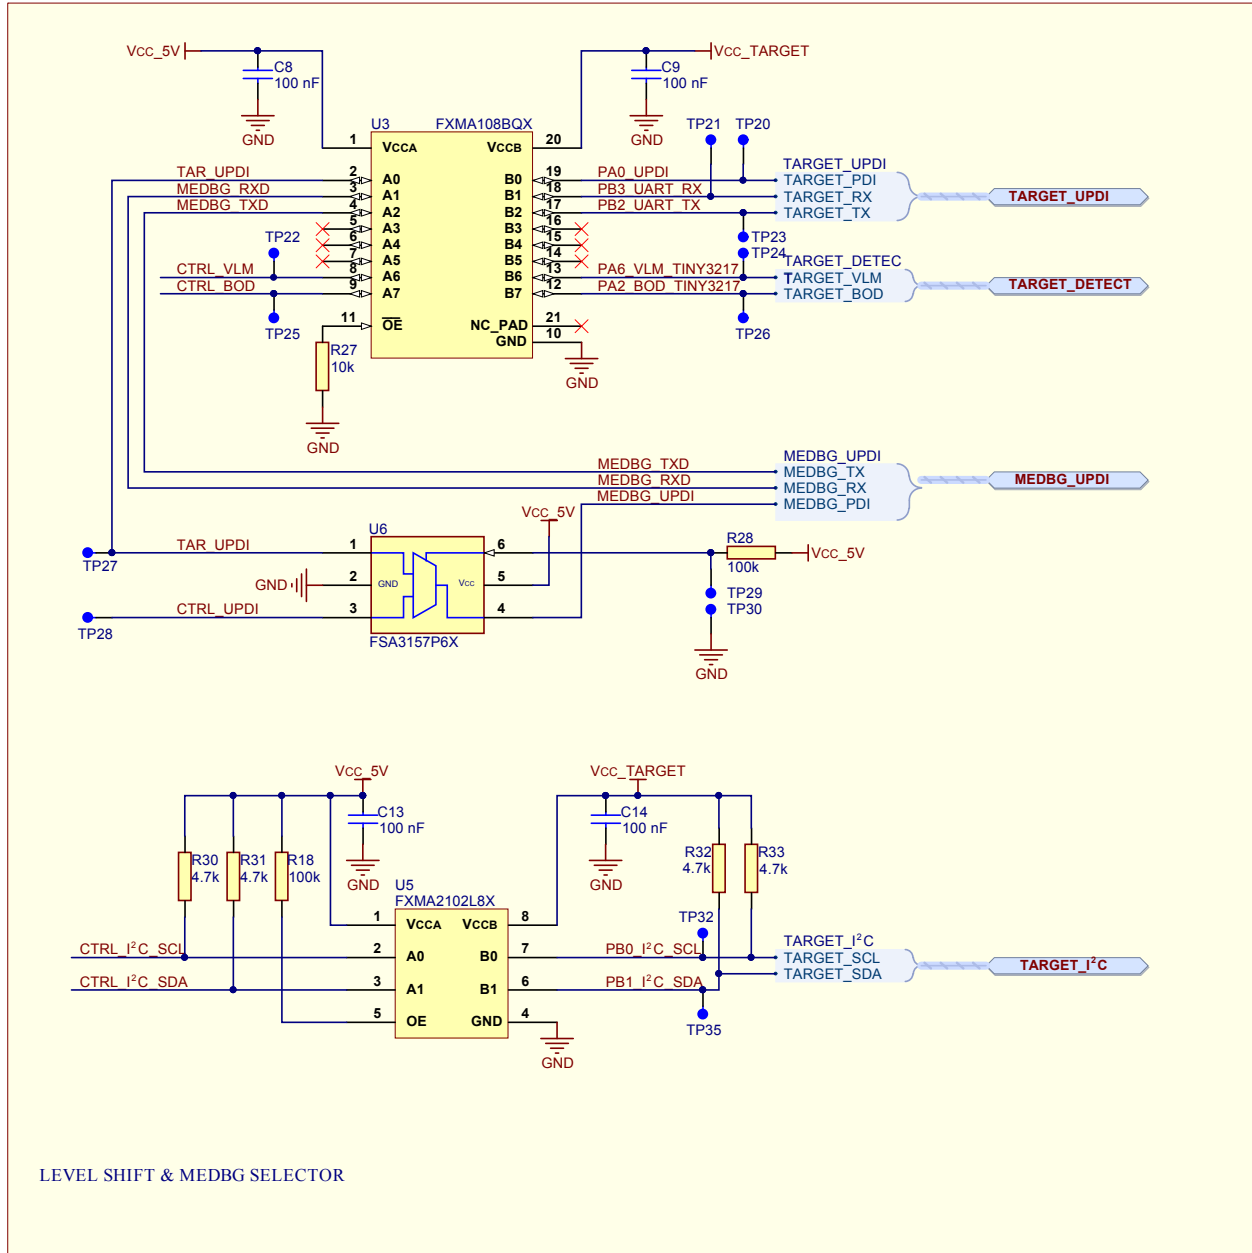 VCC_5V
VCC_TARGET
C8
100 nF
C9
100 nF
GND
GND
U3
FXMA108BQX
TP21
TP20
1
VCCA
VCCB
20
TARGET_UPDI
TAR_UPDI
2
A0
B0
19
PA0_UPDI
TARGET_PDI
MEDBG_RXD
3
A1
B1
18
PB3_UART_RX
TARGET_RX
TARGET_UPDI
MEDBG_TXD
4
A2
B2
17
PB2_UART_TX
TARGET_TX
5
A3
B3
16
TP22
6
A4
B4
15
TP23
7
A5
B5
14
TP24
TARGET_DETEC
CTRL_VLM
8
A6
B6
13
PA6_VLM_TINY3217
TARGET_VLM
TARGET_DETECT
CTRL_BOD
9
A7
B7
12
PA2_BOD_TINY3217
TARGET_BOD
TP25
TP26
11
OE
NC_PAD
21
GND
10
R27
10k
GND
GND
MEDBG_UPDI
MEDBG_TXD
MEDBG_TX
MEDBG_RXD
MEDBG_RX
MEDBG_UPDI
MEDBG_UPDI
MEDBG_PDI
VCC_5V
U6
R28
TAR_UPDI
1
6
VCC_5V
TP27
100k
GND
2
GND
VCC
5
TP29
CTRL_UPDI
3
4
TP30
TP28
FSA3157P6X
GND
VCC_5V
VCC_TARGET
C13
100 nF
C14
100 nF
R30
4.7k
R31
4.7k
R18
100k
R32
4.7k
R33
4.7k
GND
GND
U5
FXMA2102L8X
1
VCCA
VCCB
8
TP32
CTRL_I²C_SCL
2
A0
B0
7
PB0_I²C_SCL
TARGET_I²C
TARGET_SCL
TARGET_I²C
TARGET_SDA
CTRL_I²C_SDA
3
A1
B1
6
PB1_I²C_SDA
5
OE
GND
4
TP35
GND
LEVEL SHIFT & MEDBG SELECTOR